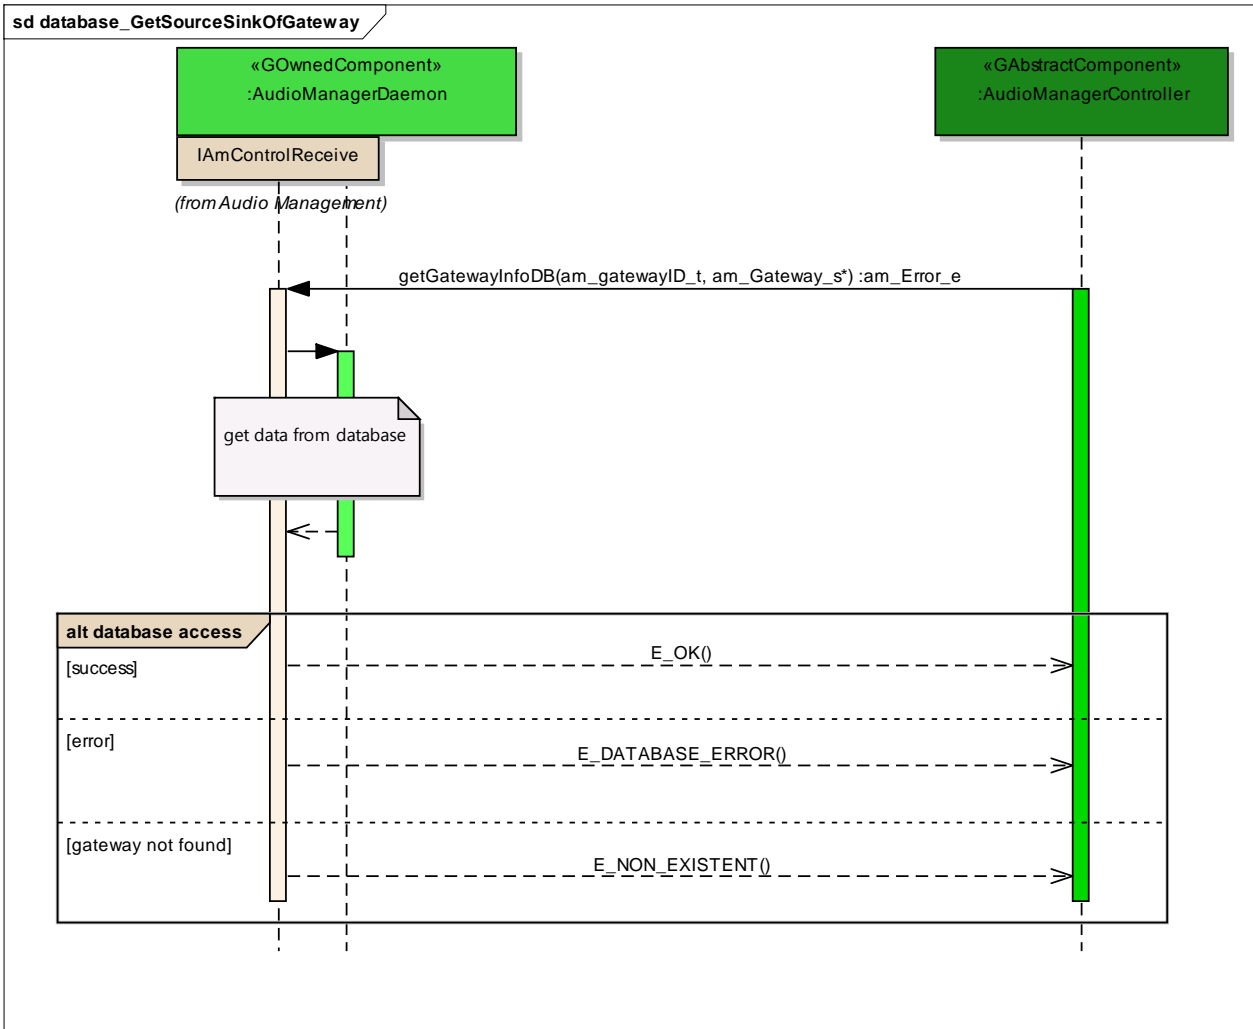 sd database_GetSourceSinkOfGateway
«GOwnedComponent»
:AudioManagerDaemon
«GAbstractComponent»
:AudioManagerController
IAmControlReceive
(from Audio Management)
getGatewayInfoDB(am_gatewayID_t, am_Gateway_s*) :am_Error_e
get data from database
alt database access
[success]
E_OK()
[error]
E_DATABASE_ERROR()
[gateway not found]
E_NON_EXISTENT()